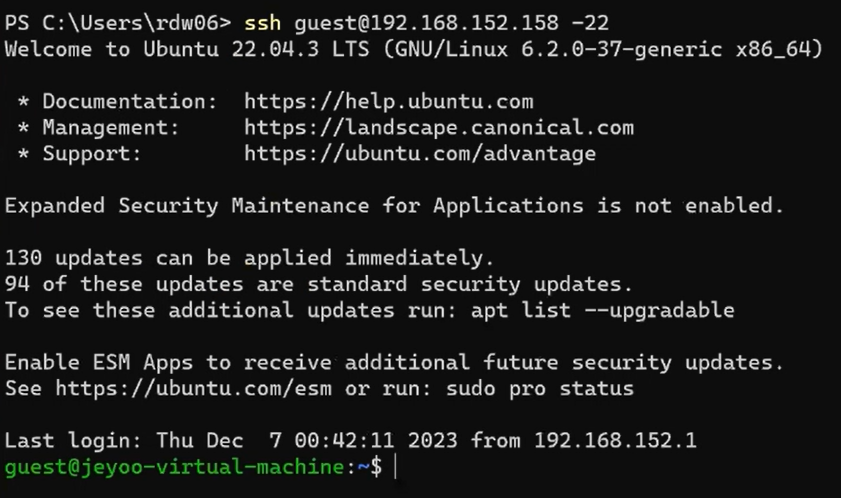 PS C:\Users\rdw06> ssh guest@192.168.152.158 -22
Welcome to Ubuntu 22.04.3 LTS (GNU/Linux 6.2.0-37-generic x86_64)
* Documentation: https://help.ubuntu.com
* Management: https://landscape.canonical.com
* Support: https://ubuntu.com/advantage
Expanded Security Maintenance for Applications is not enabled.
130 updates can be applied immediately.
94 of these updates are standard security updates.
To see these additional updates run: apt list --upgradable
Enable ESM Apps to receive additional future security updates.
See https://ubuntu.com/esm or run: sudo pro status
Last login: Thu Dec  7 00:42:11 2023 from 192.168.152.1
guest@jeyoo-virtual-machine:~$